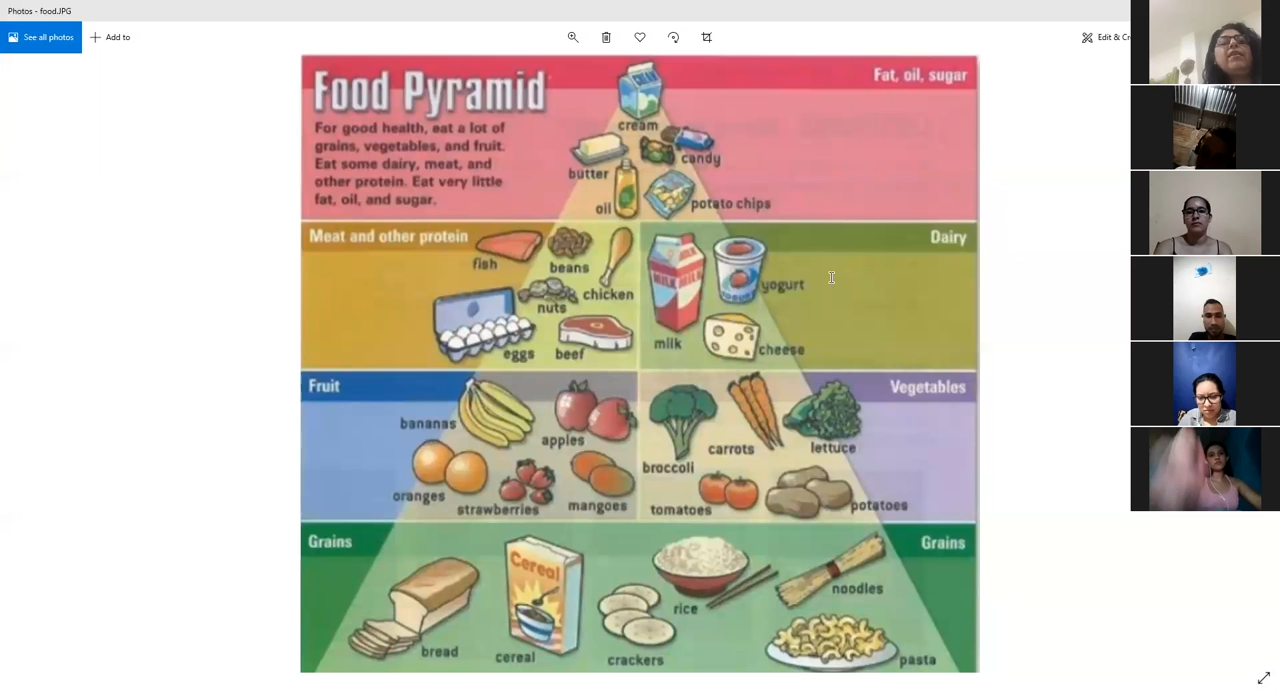 Photos - food.JPG
See all photos
Add to
Edit & Cr
Food Pyramid
For good health, eat a lot of
grains, vegetables, and fruit.
Eat some dairy, meat, and
other protein. Eat very little
fat, oil, and sugar.
Fat, oil, sugar
CREAM
cream
butter
candy
oil
potato chips
Meat and other protein
fish
beans
chicken
nuts
eggs
beef
Dairy
MILK
yogurt
milk
cheese
Fruit
bananas
apples
oranges
strawberries
mangoes
Vegetables
broccoli
carrots
lettuce
tomatoes
potatoes
Grains
Grains
bread
Cereal
cereal
crackers
rice
noodles
pasta